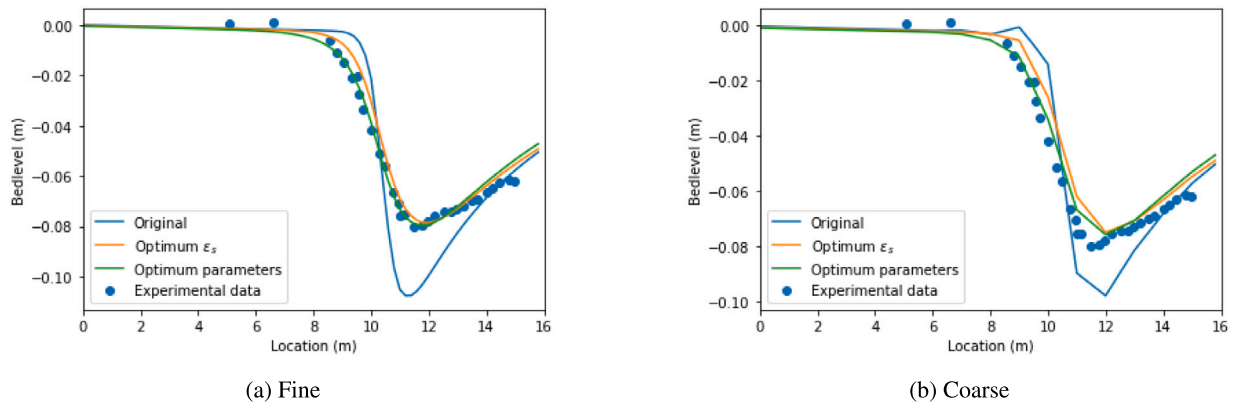 0.00
−0.02
−0.04
−0.06
−0.08
−0.10
Bedlevel (m)
Original
Optimum εs
Optimum parameters
Experimental data
0 2 4 6 8 10 12 14 16
Location (m)
(a) Fine
0.00
−0.02
−0.04
−0.06
−0.08
−0.10
Bedlevel (m)
Original
Optimum εs
Optimum parameters
Experimental data
0 2 4 6 8 10 12 14 16
Location (m)
(b) Coarse